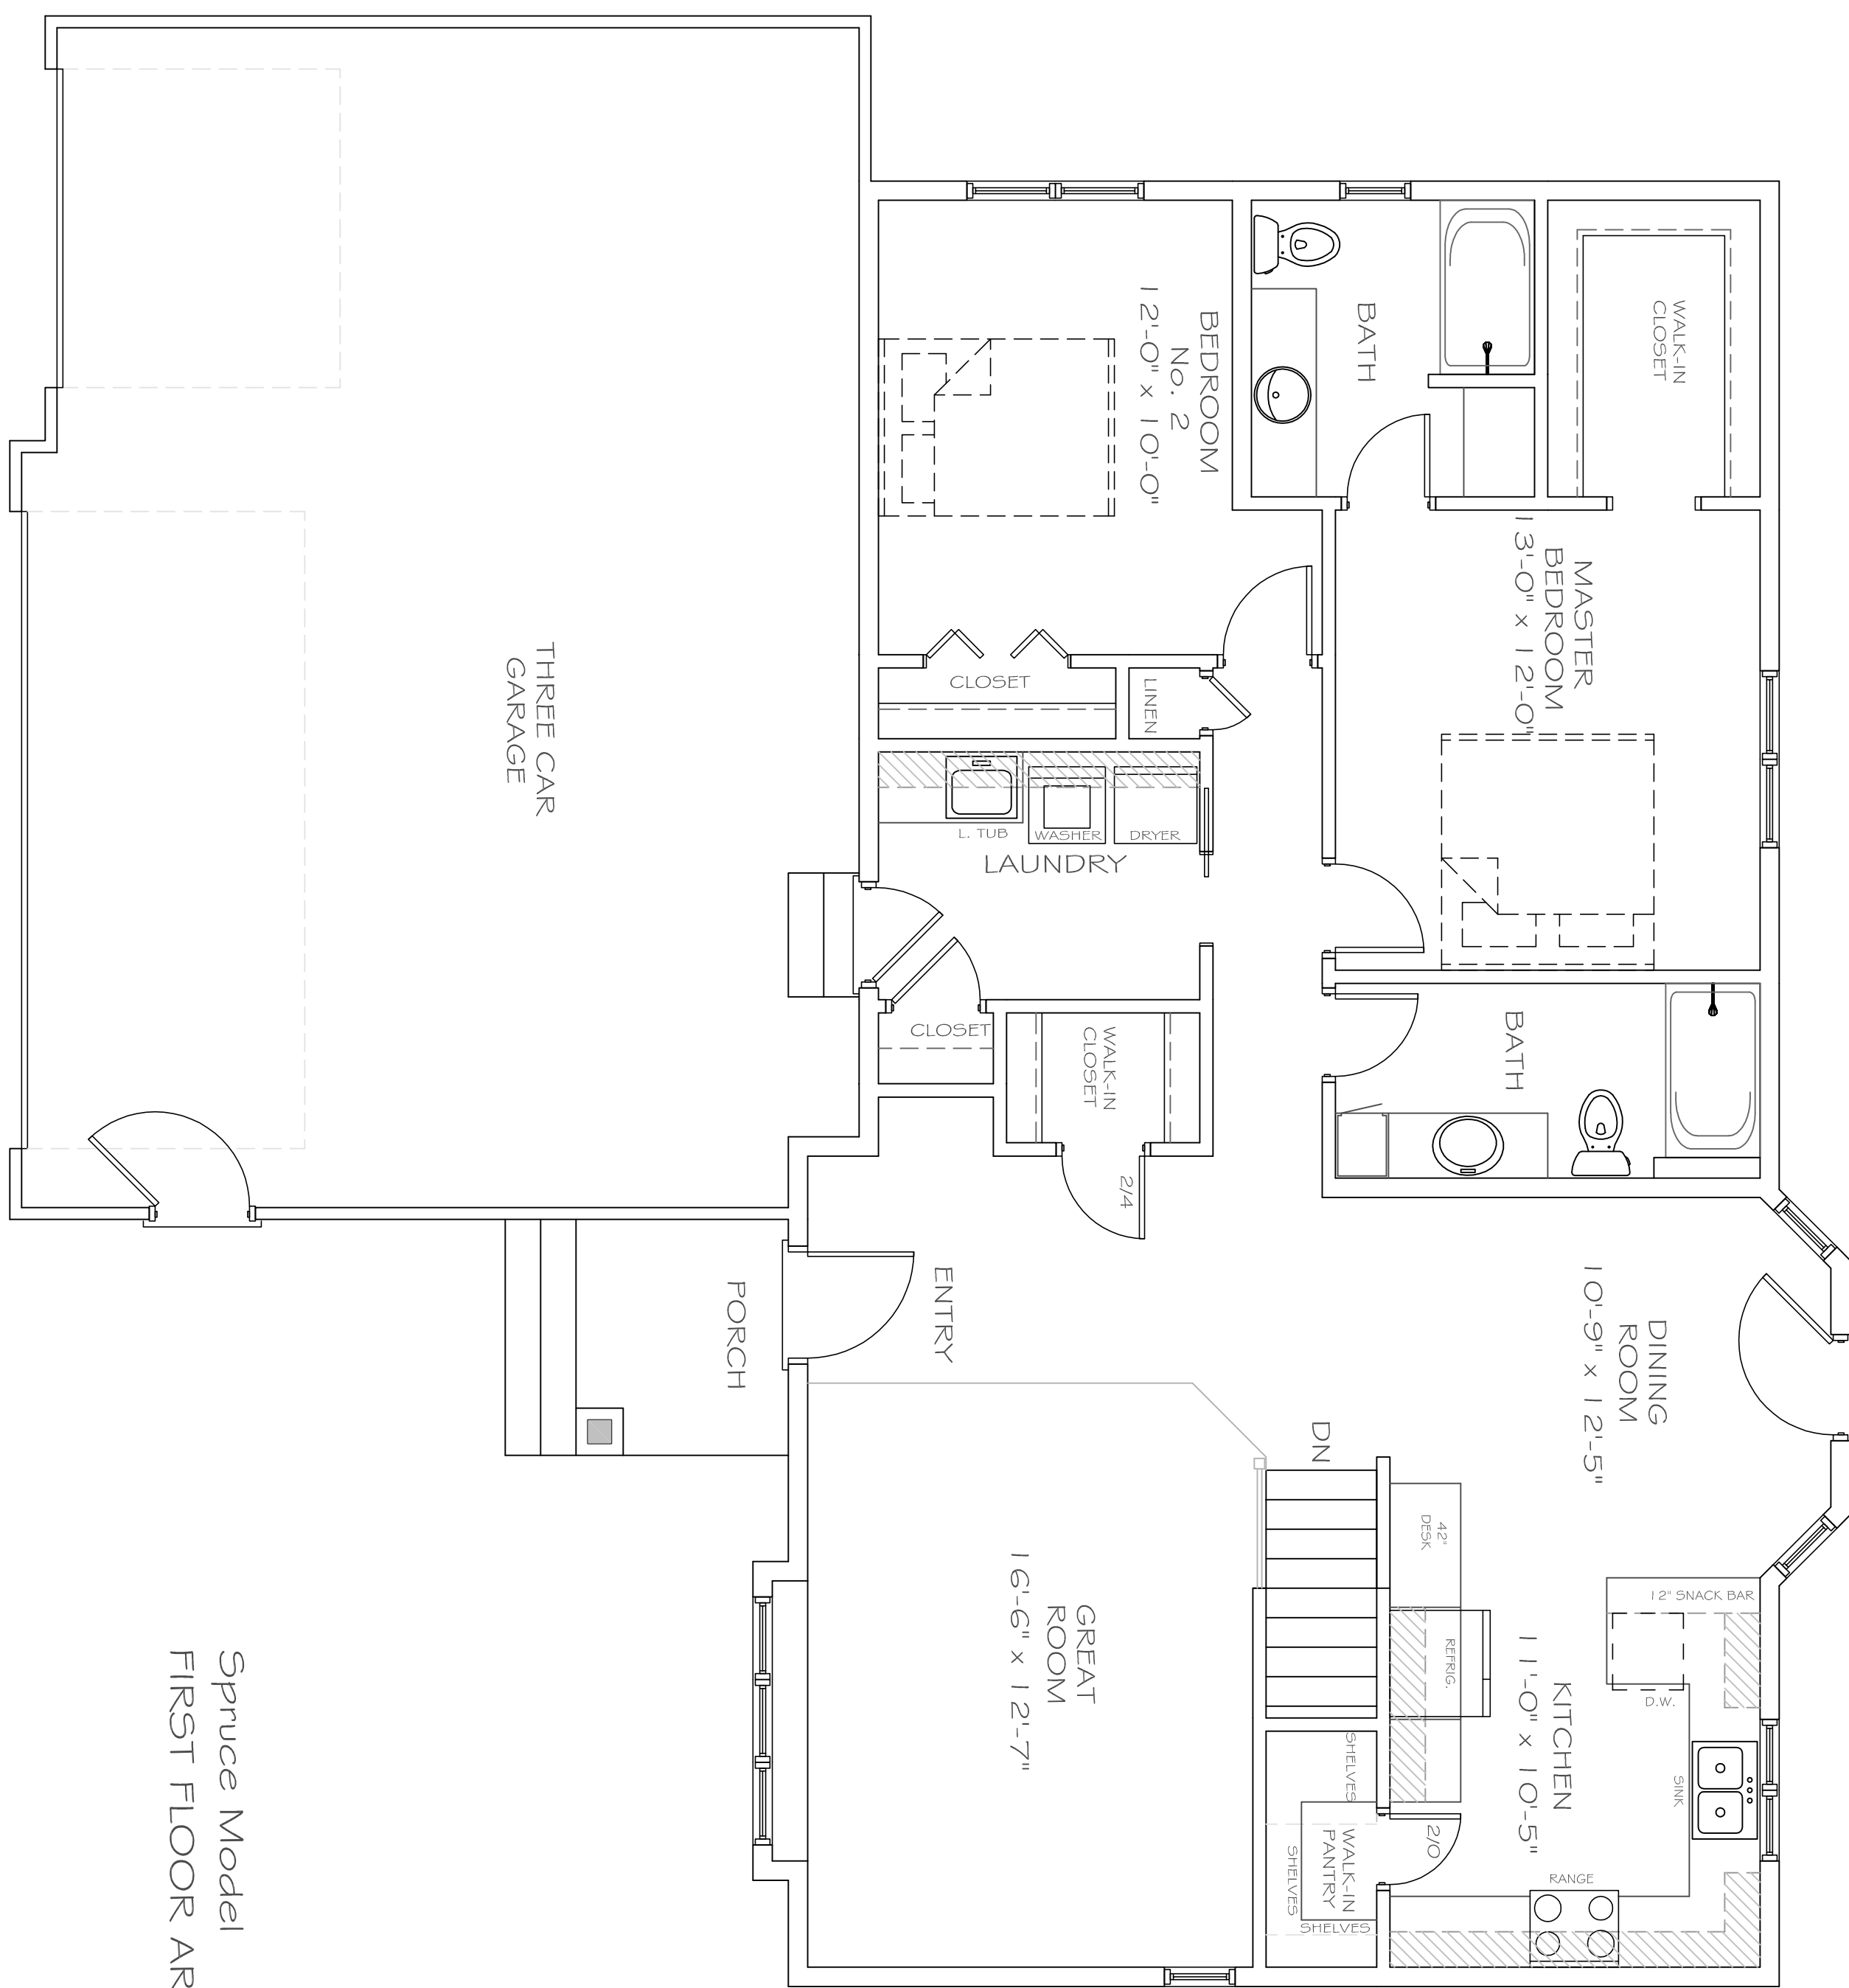 WALK-IN
CLOSET
BATH
BEDROOM
No. 2
12'-0" x 10'-0"
MASTER
BEDROOM
13'-0" x 12'-0"
THREE CAR
GARAGE
CLOSET
LINEN
L. TUB
WASHER
DRYER
LAUNDRY
CLOSET
WALK-IN
CLOSET
BATH
2/4
ENTRY
PORCH
DINING
ROOM
10'-9" x 12'-5"
DN
42"
DESK
12" SNACK BAR
REFRIG.
D.W.
KITCHEN
11'-0" x 10'-5"
SINK
GREAT
ROOM
16'-6" x 12'-7"
SHELVES
2/0
WALK-IN
PANTRY
SHELVES
SHELVES
RANGE
Spruce Model
FIRST FLOOR AR